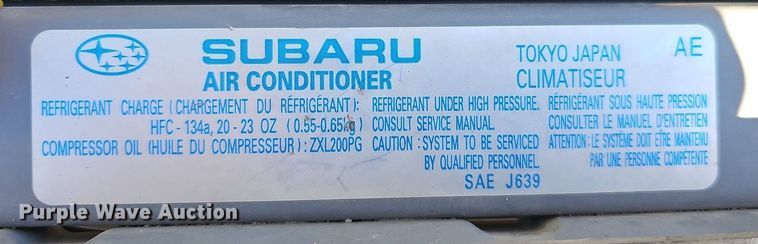 SUBARU
TOKYO JAPAN
AE
AIR CONDITIONER
CLIMATISEUR
REFRIGERANT CHARGE (CHARGEMENT DU RÉFRIGÉRANT):
HFC - 134a, 20 - 23 OZ (0.55-0.65kg)
COMPRESSOR OIL (HUILE DU COMPRESSEUR): ZXL200PG
REFRIGERANT UNDER HIGH PRESSURE.
CONSULT SERVICE MANUAL
CAUTION: SYSTEM TO BE SERVICED
BY QUALIFIED PERSONNEL.
SAE J639
RÉFRIGÉRANT SOUS HAUTE PRESSION
CONSULTER LE MANUEL D'ENTRETIEN
ATTENTION: LE SYSTÈME DOIT ÊTRE MAINTENU
PAR UNE PERSONNE COMPÉTENTE
Purple Wave Auction